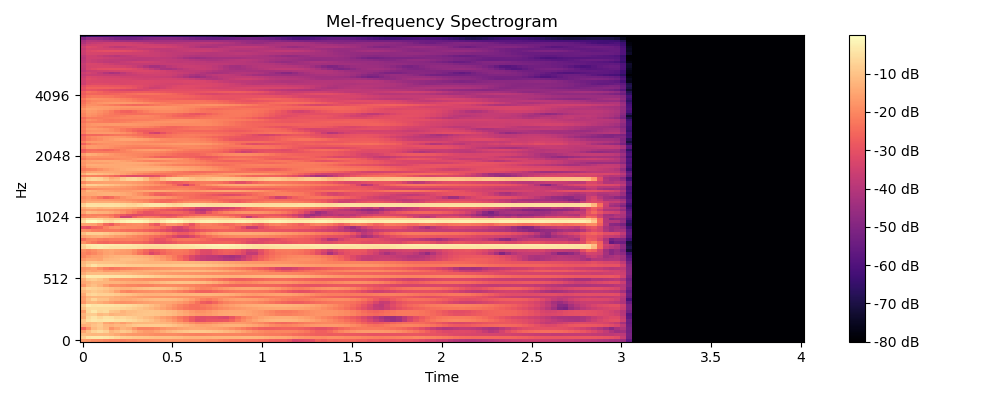 Mel-frequency Spectrogram
Hz
4096
2048
1024
512
0
0 0.5 1 1.5 2 2.5 3 3.5 4
Time
-10 dB
-20 dB
-30 dB
-40 dB
-50 dB
-60 dB
-70 dB
-80 dB